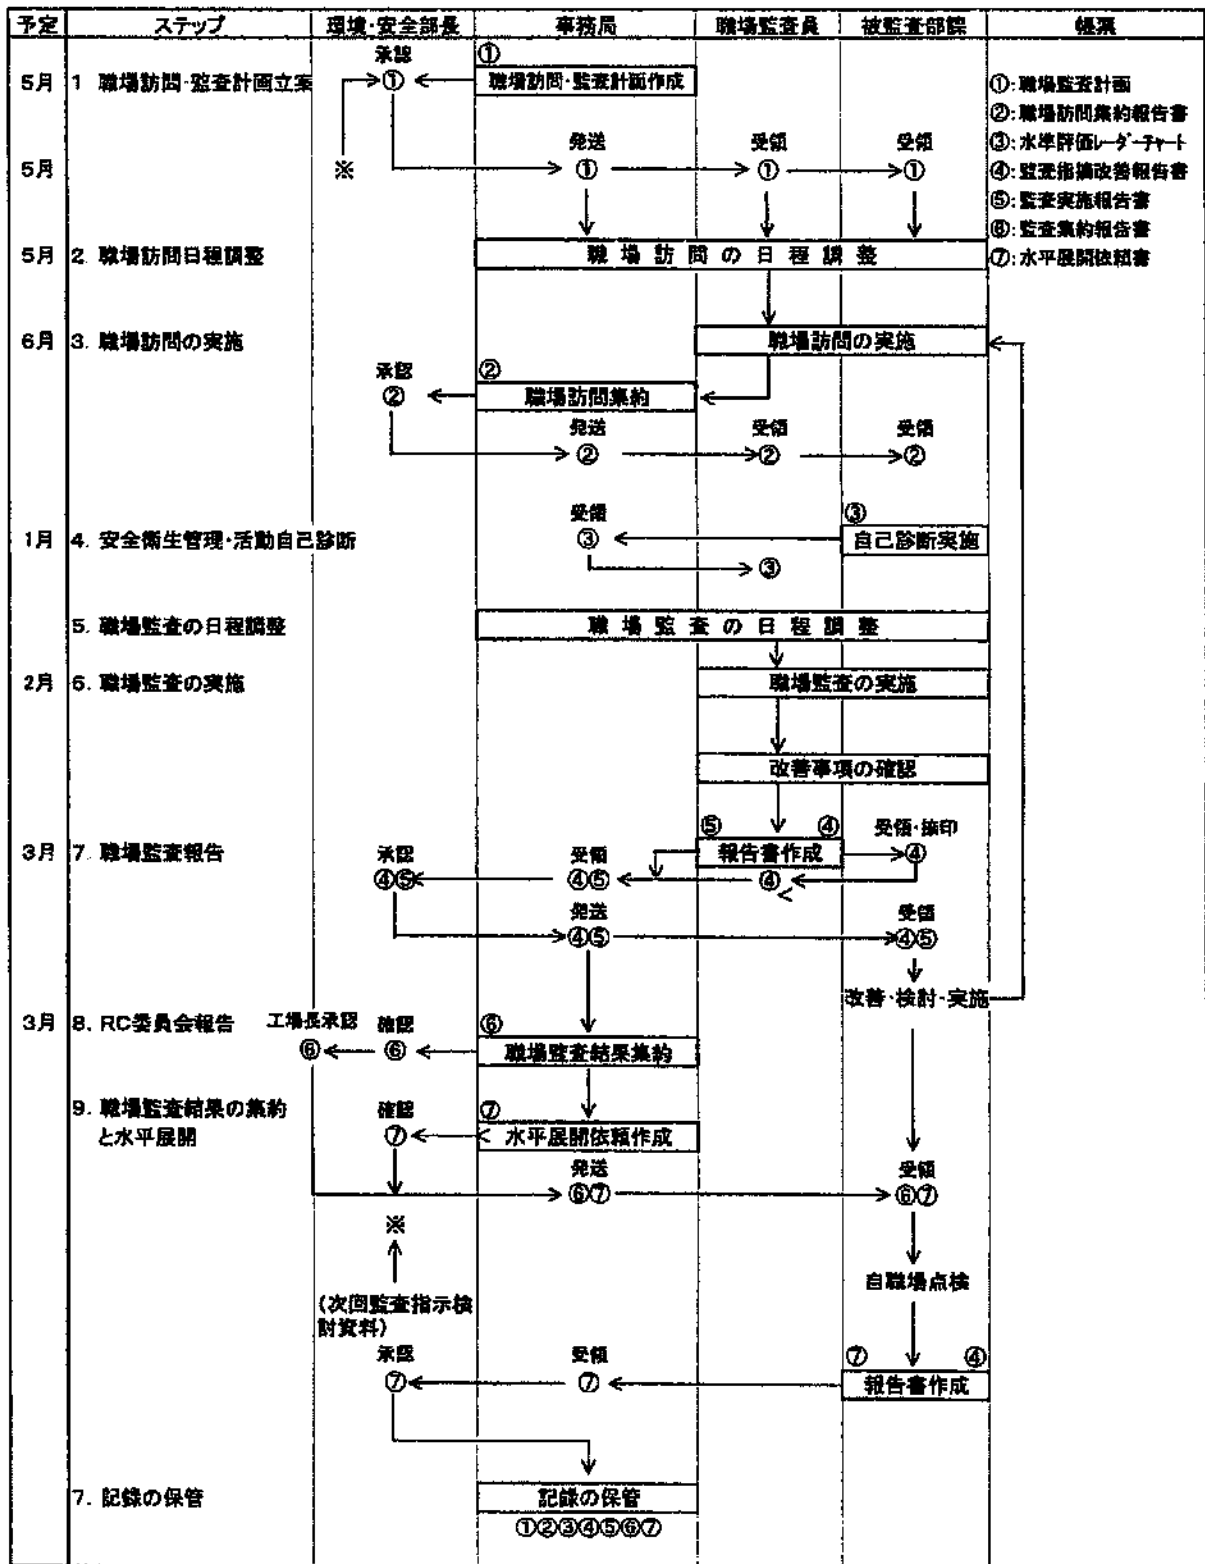 予定 ステップ 環境・安全部長 事務局 職場監査員 被監査部課 帳票
承認 ①
5月 1 職場訪問・監査計画立案 ① 職場訪問・監査計画作成 ①:職場監査計画
②:職場訪問集約報告書
発送 受領 受領 ③:水準評価レーダーチャート
5月 ※ ① ① ① ④:監査指摘改善報告書
⑤:監査実施報告書
⑥:監査集約報告書
5月 2. 職場訪問日程調整 職場訪問の日程調整 ⑦:水平展開依頼書
6月 3. 職場訪問の実施 職場訪問の実施
承認 ②
② 職場訪問集約
発送 受領 受領
② ② ②
受領 ③
1月 4. 安全衛生管理・活動自己診断 ③ 自己診断実施
③
5. 職場監査の日程調整 職場監査の日程調整
2月 6. 職場監査の実施 職場監査の実施
改善事項の確認
⑤ ④ 受領・捺印
3月 7. 職場監査報告 承認 受領 報告書作成 ④
④⑤ ④⑤ ④
発送 受領
④⑤ ④⑤
改善・検討・実施
3月 8. RC委員会報告 工場長承認 確認 ⑥
⑥ ⑥ 職場監査結果集約
9. 職場監査結果の集約 確認 ⑦
と水平展開 ⑦ 水平展開依頼作成
発送 受領
⑥⑦ ⑥⑦
※
自職場点検
(次回監査指示検
討資料)
承認 受領 ⑦ ④
⑦ ⑦ 報告書作成
7. 記録の保管 記録の保管
①②③④⑤⑥⑦